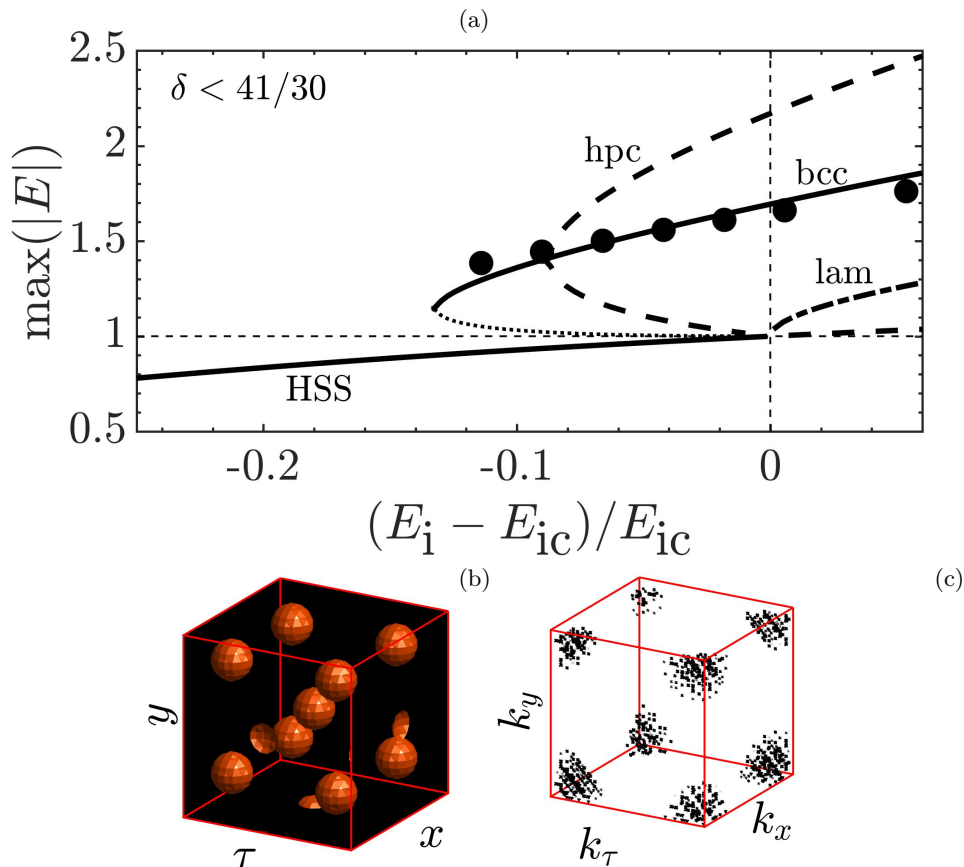 (a)
2.5
δ < 41/30
hpc
2
bcc
max(|E|)
1.5
lam
1
HSS
0.5
-0.2
-0.1
0
(E_i − E_ic)/E_ic
(b)
(c)
y
τ
x
k_y
k_τ
k_x